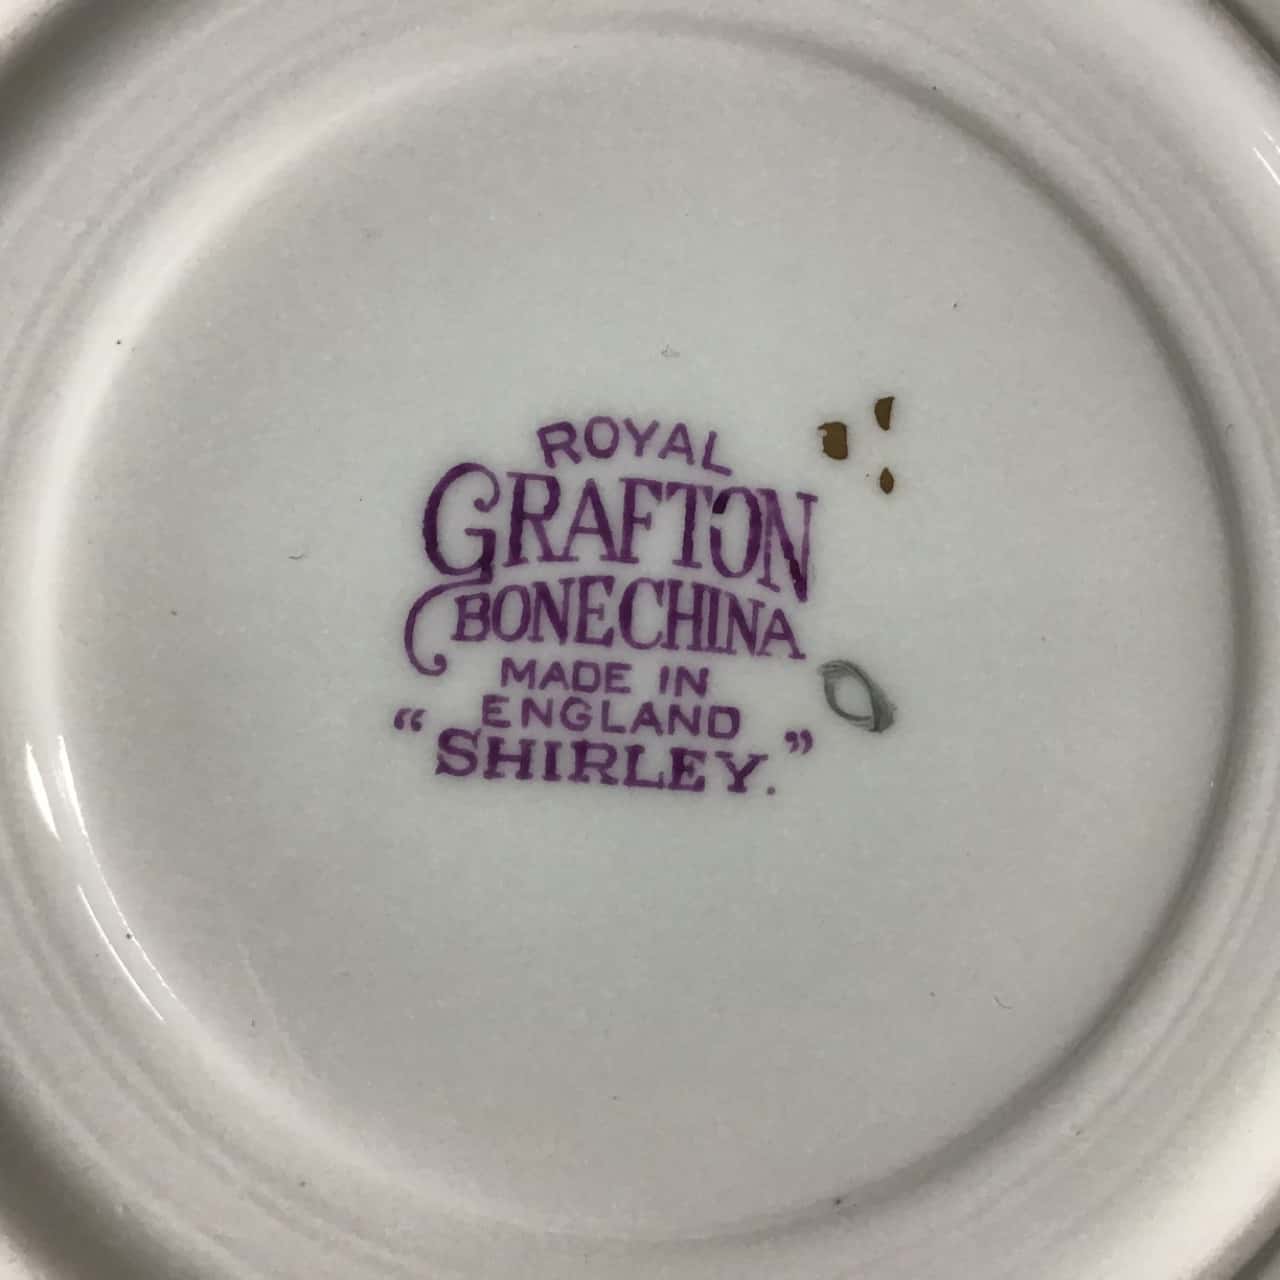 ROYAL
GRAFTON
BONE CHINA
MADE IN
ENGLAND
“SHIRLEY.”